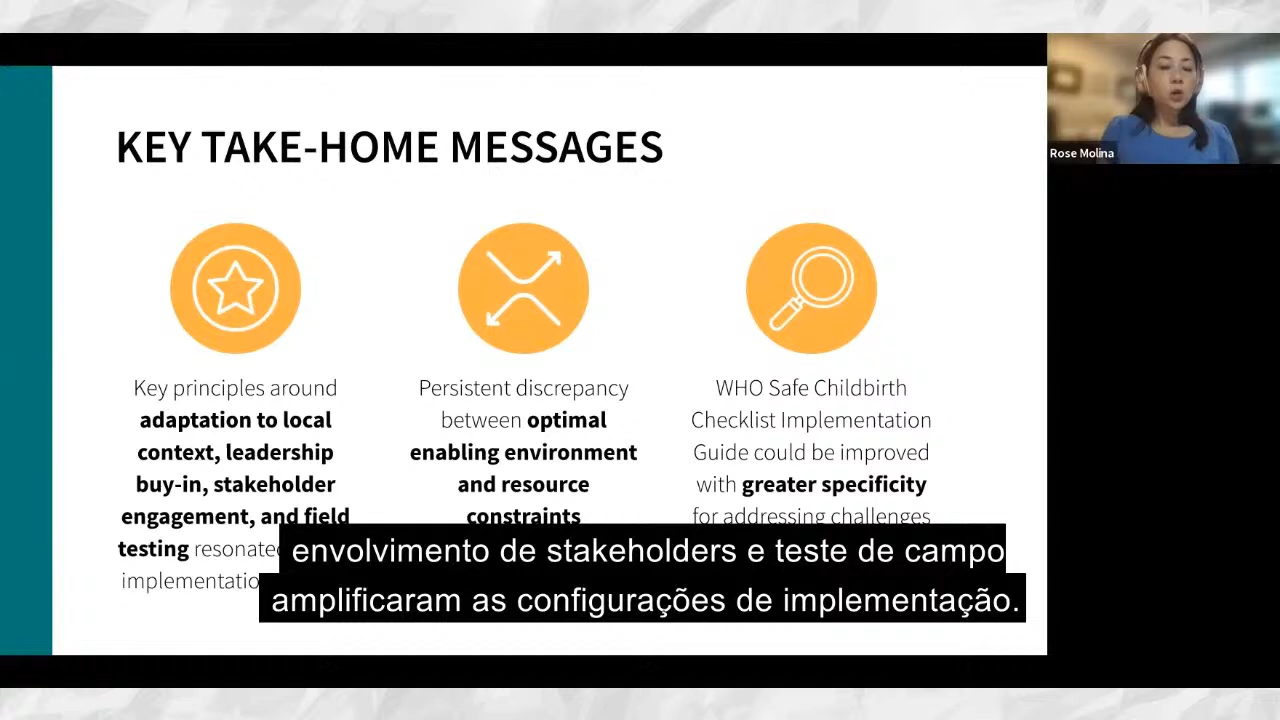 KEY TAKE-HOME MESSAGES
Key principles around
adaptation to local
context, leadership
buy-in, stakeholder
engagement, and field
testing resonated
implementatio
Persistent discrepancy
between optimal
enabling environment
and resource
constraints
WHO Safe Childbirth
Checklist Implementation
Guide could be improved
with greater specificity
for addressing challenges
envolvimento de stakeholders e teste de campo
amplificaram as configurações de implementação.
Rose Molina